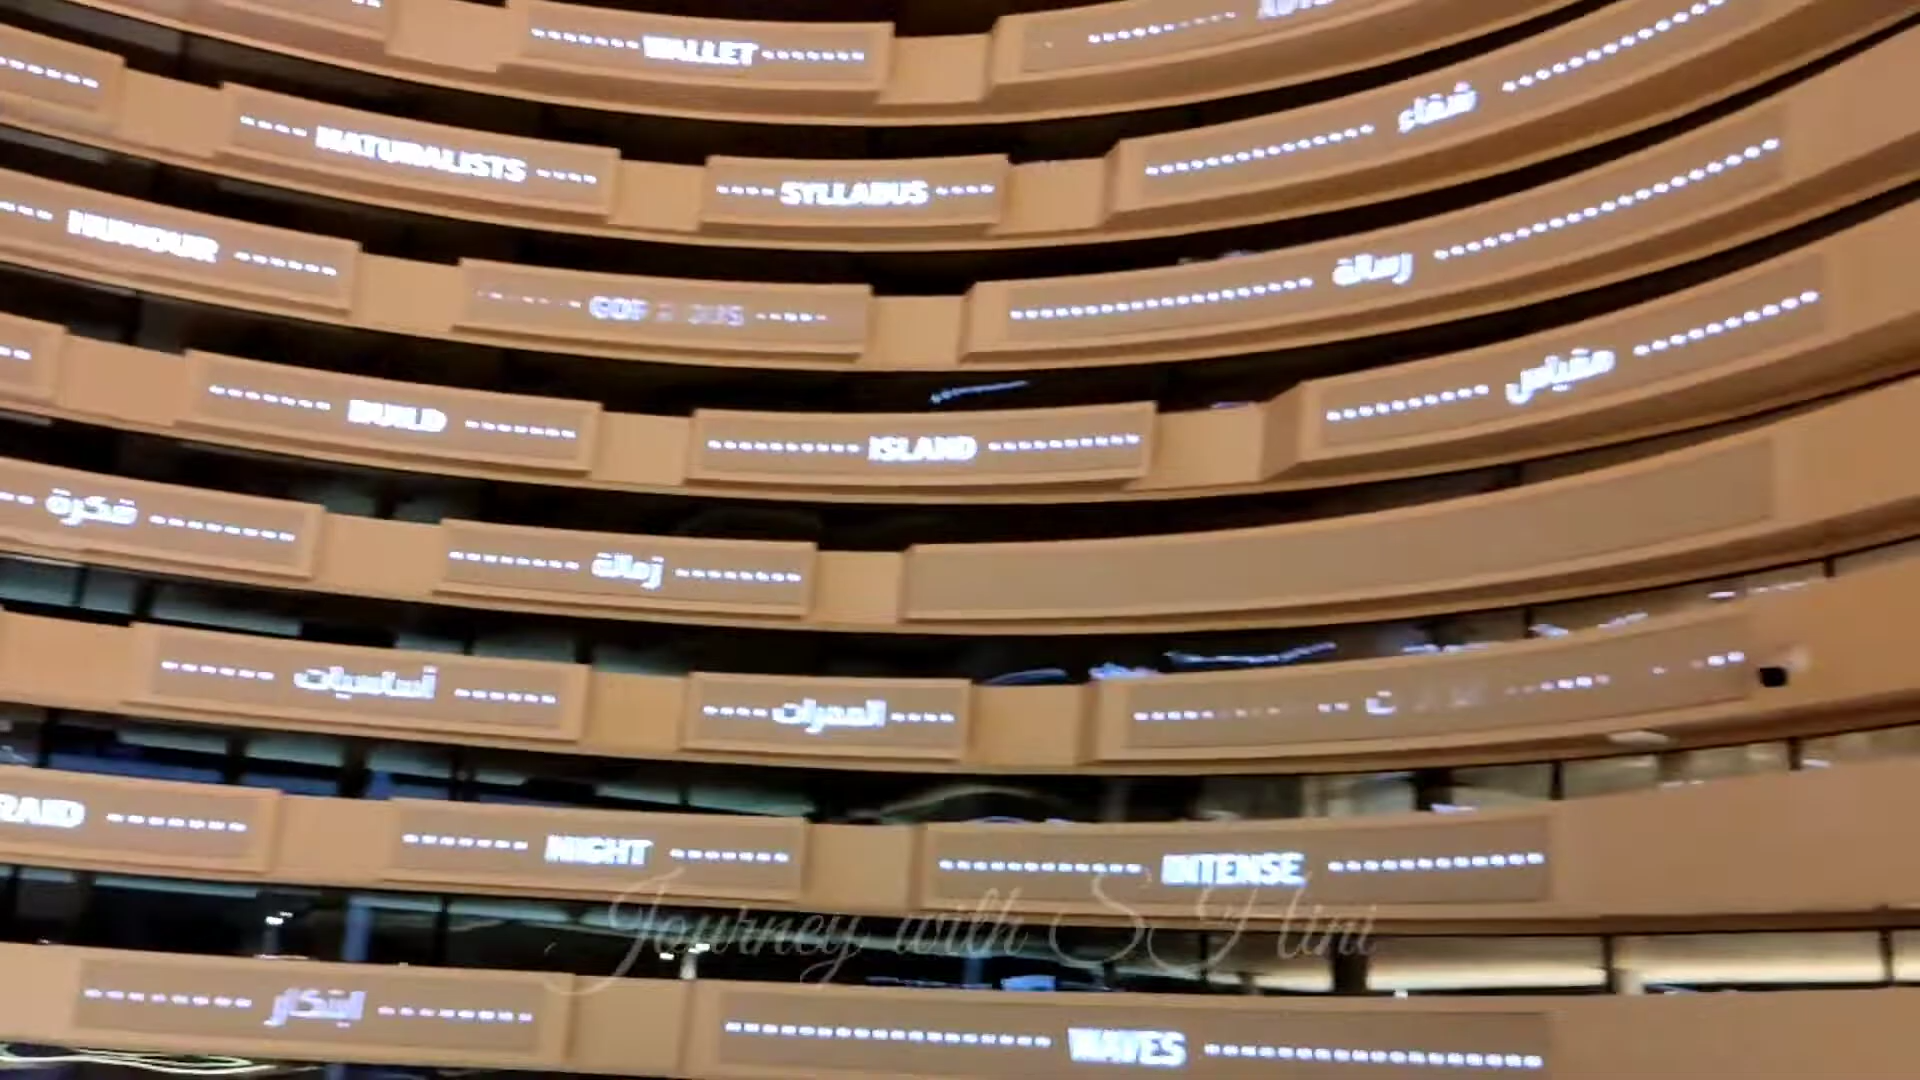 WALLET
NATURALISTS
SYLLABUS
شفاء
HUMOUR
رسالة
BUILD
ISLAND
مقياس
فكرة
زمالة
أساسيات
الممرات
NIGHT
INTENSE
Journey with
ابتكار
WAVES